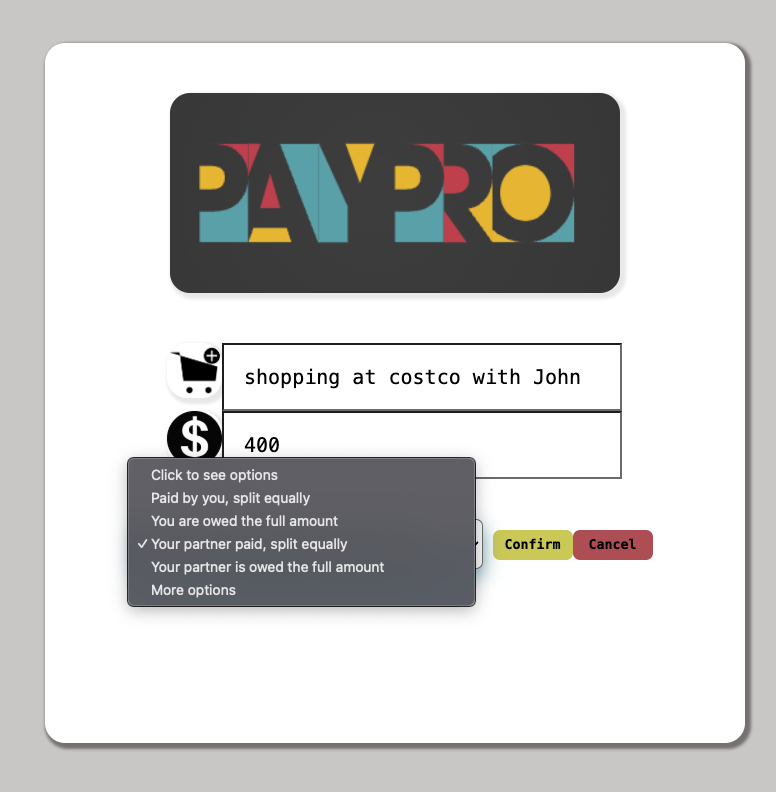 PAYPRO
shopping at costco with John
$
400
Click to see options
Paid by you, split equally
You are owed the full amount
✓ Your partner paid, split equally
Your partner is owed the full amount
More options
Confirm
Cancel